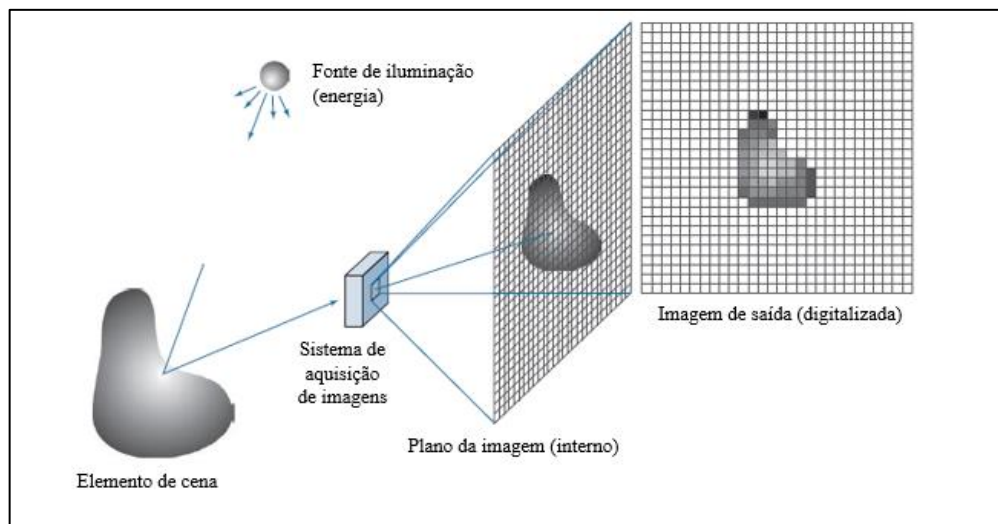 Fonte de iluminação
(energia)
Imagem de saída (digitalizada)
Sistema de
aquisição
de imagens
Plano da imagem (interno)
Elemento de cena